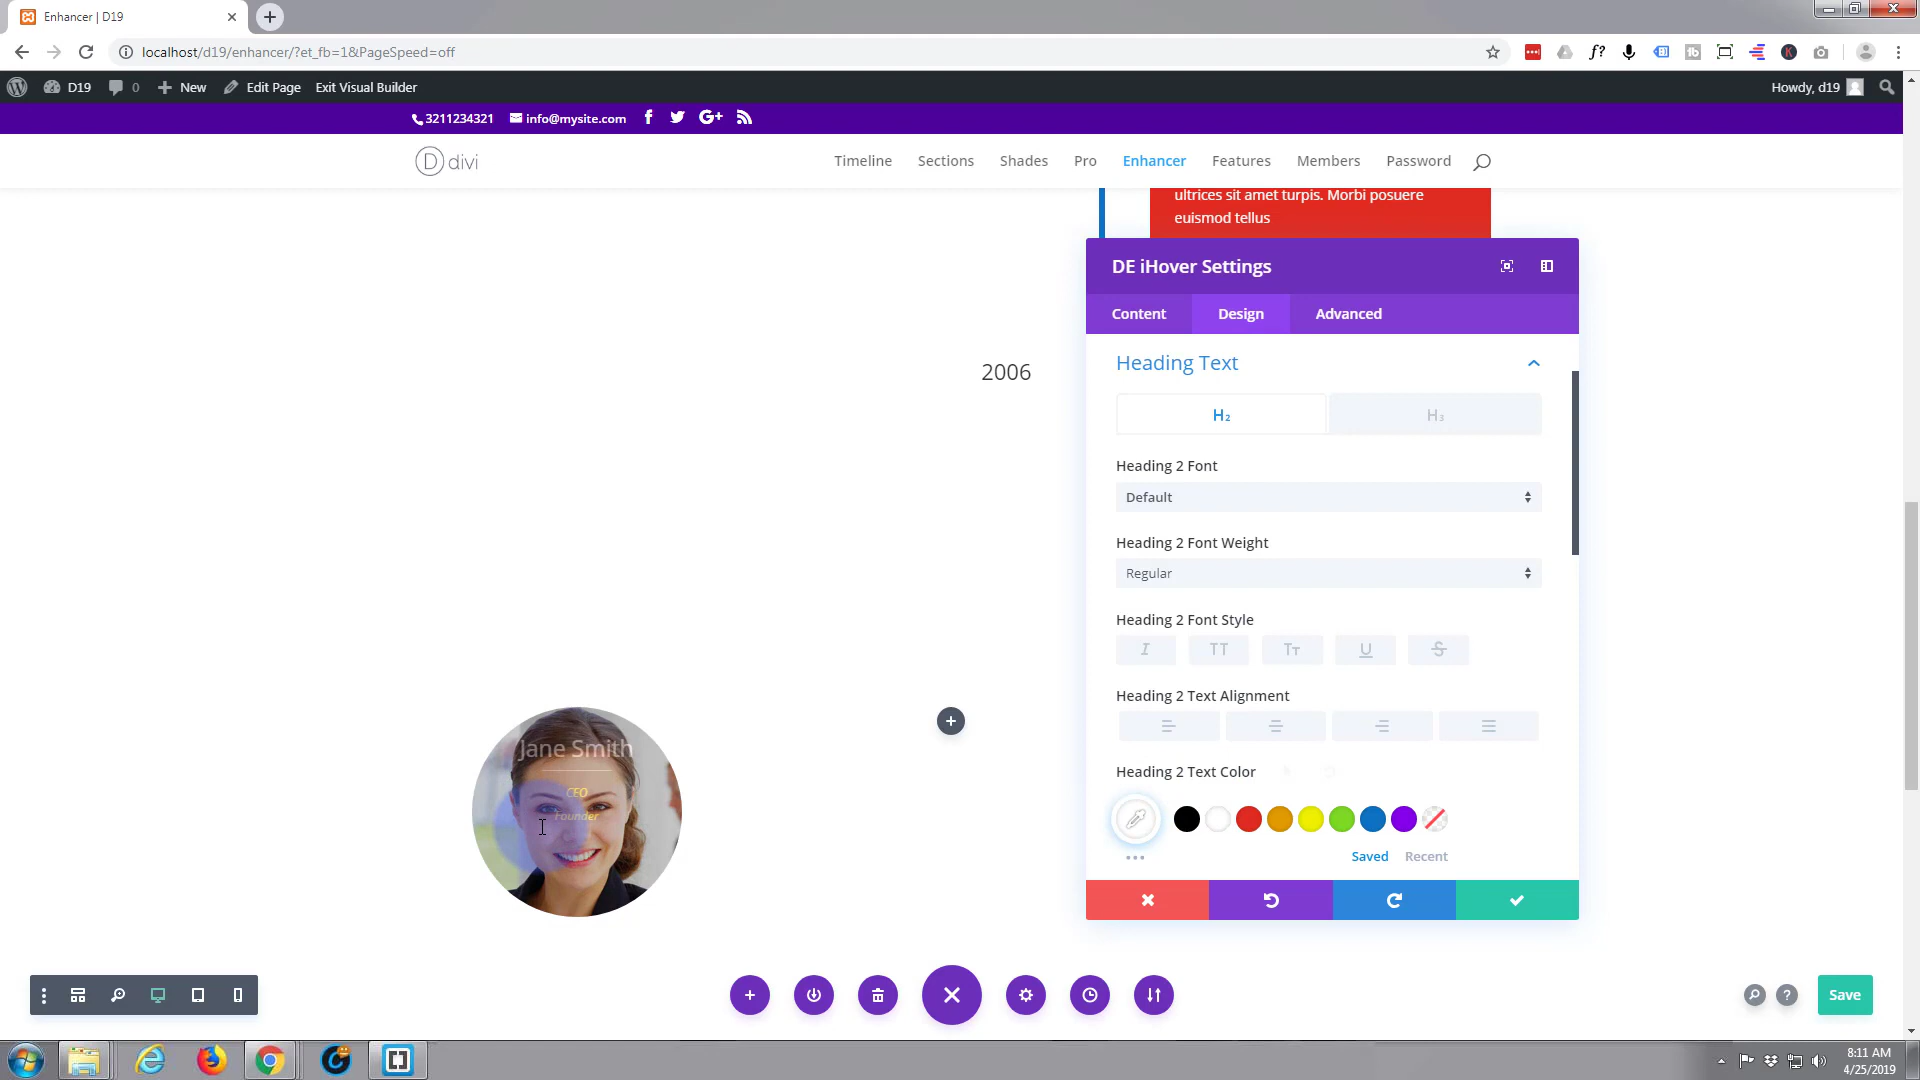 Enhancer | D19
localhost/d19/enhancer/?et_fb=1&PageSpeed=off
D19
0
New
Edit Page
Exit Visual Builder
Howdy, d19
3211234321
info@mysite.com
divi
Timeline
Sections
Shades
Pro
Enhancer
Features
Members
Password
ultrices sit amet turpis. Morbi posuere
euismod tellus
DE iHover Settings
Content
Design
Advanced
Heading Text
2006
H2
H3
Heading 2 Font
Default
Heading 2 Font Weight
Regular
Heading 2 Font Style
I
TT
Tт
U
S
Heading 2 Text Alignment
Heading 2 Text Color
Jane Smith
CEO
Founder
Saved
Recent
Save
8:11 AM
4/25/2019